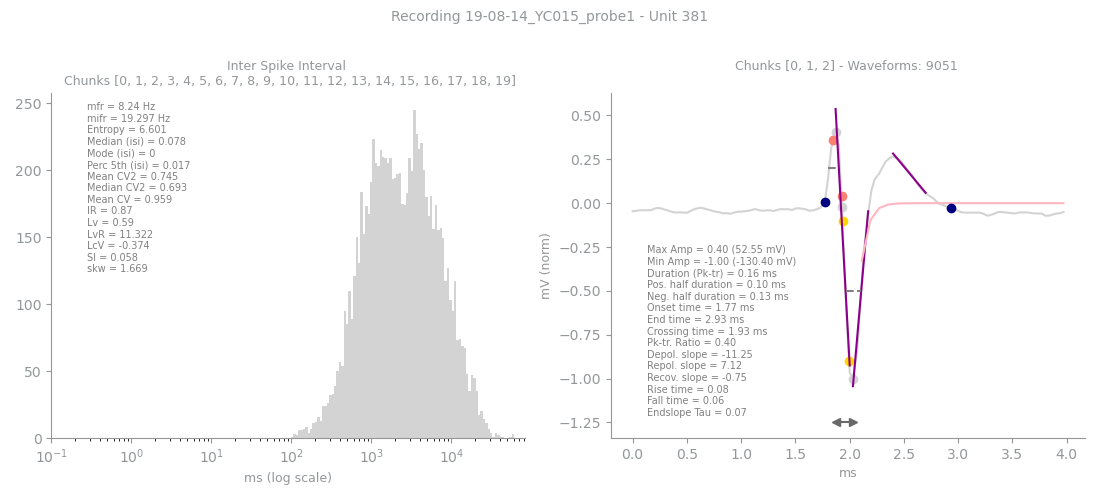 Recording 19-08-14_YC015_probe1 - Unit 381
Inter Spike Interval
Chunks [0, 1, 2, 3, 4, 5, 6, 7, 8, 9, 10, 11, 12, 13, 14, 15, 16, 17, 18, 19]
250
200
150
100
50
0
mfr = 8.24 Hz
mifr = 19.297 Hz
Entropy = 6.601
Median (isi) = 0.078
Mode (isi) = 0
Perc 5th (isi) = 0.017
Mean CV2 = 0.745
Median CV2 = 0.693
Mean CV = 0.959
IR = 0.87
Lv = 0.59
LvR = 11.322
LcV = -0.374
SI = 0.058
skw = 1.669
10⁻¹ 10⁰ 10¹ 10² 10³ 10⁴
ms (log scale)
Chunks [0, 1, 2] - Waveforms: 9051
mV (norm)
0.50
0.25
0.00
−0.25
−0.50
−0.75
−1.00
−1.25
Max Amp = 0.40 (52.55 mV)
Min Amp = -1.00 (-130.40 mV)
Duration (Pk-tr) = 0.16 ms
Pos. half duration = 0.10 ms
Neg. half duration = 0.13 ms
Onset time = 1.77 ms
End time = 2.93 ms
Crossing time = 1.93 ms
Pk-tr. Ratio = 0.40
Depol. slope = -11.25
Repol. slope = 7.12
Recov. slope = -0.75
Rise time = 0.08
Fall time = 0.06
Endslope Tau = 0.07
0.0 0.5 1.0 1.5 2.0 2.5 3.0 3.5 4.0
ms